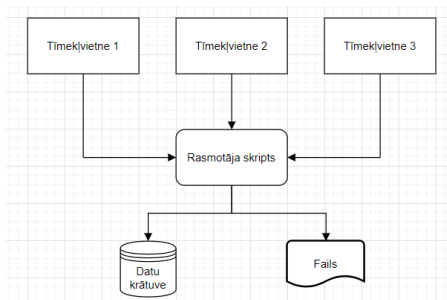 Tīmekļvietne 1
Tīmekļvietne 2
Tīmekļvietne 3
Rasmotāja skripts
Datu
krātuve
Fails